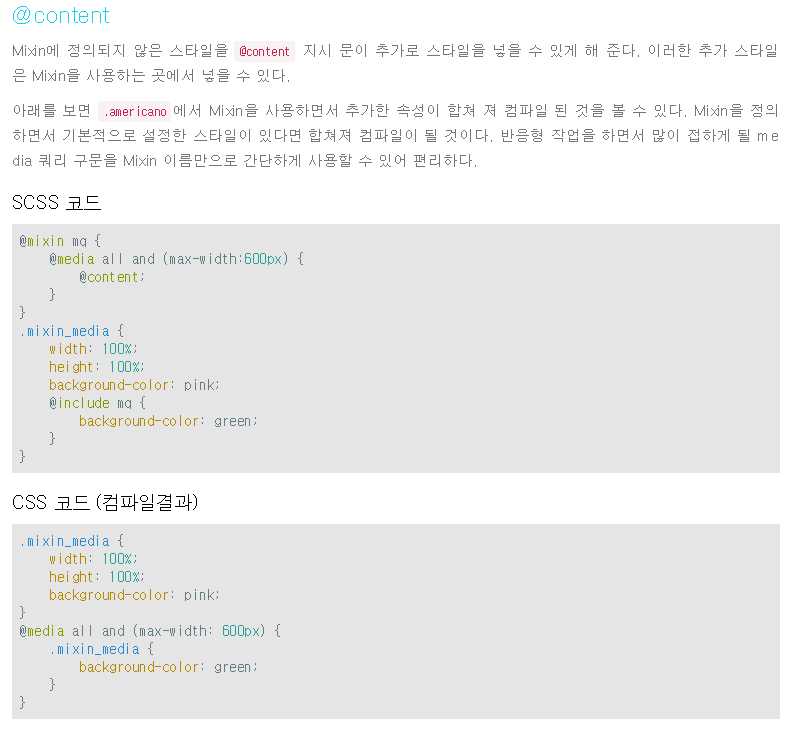 @content
Mixin에 정의되지 않은 스타일을 @content 지시 문이 추가로 스타일을 넣을 수 있게 해 준다. 이러한 추가 스타일
은 Mixin을 사용하는 곳에서 넣을 수 있다.
아래를 보면 .americano 에서 Mixin을 사용하면서 추가한 속성이 합쳐 져 컴파일 된 것을 볼 수 있다. Mixin을 정의
하면서 기본적으로 설정한 스타일이 있다면 합쳐져 컴파일이 될 것이다. 반응형 작업을 하면서 많이 접하게 될 me
dia 쿼리 구문을 Mixin 이름만으로 간단하게 사용할 수 있어 편리하다.
SCSS 코드
@mixin mq {
    @media all and (max-width:600px) {
        @content;
    }
}
.mixin_media {
    width: 100%;
    height: 100%;
    background-color: pink;
    @include mq {
        background-color: green;
    }
}
CSS 코드 (컴파일결과)
.mixin_media {
    width: 100%;
    height: 100%;
    background-color: pink;
}
@media all and (max-width: 600px) {
    .mixin_media {
        background-color: green;
    }
}